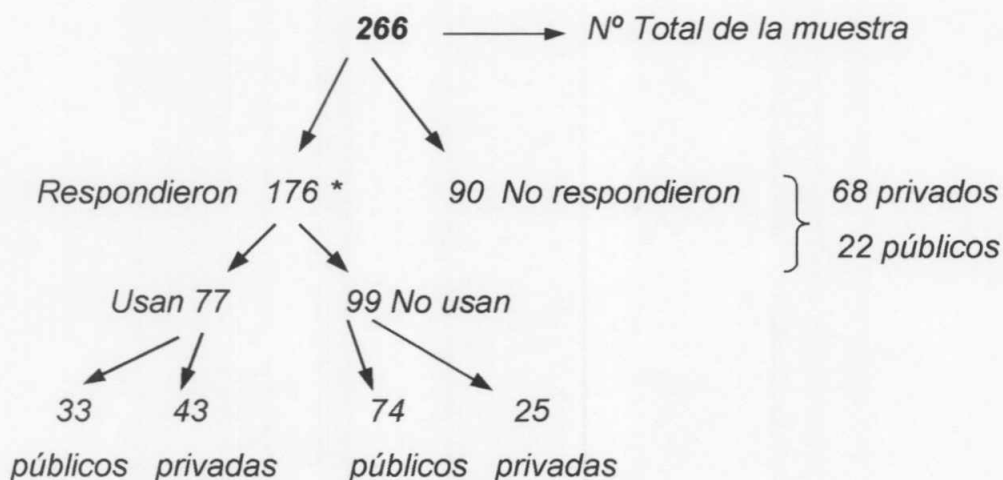 266 Nº Total de la muestra
Respondieron 176 * 90 No respondieron 68 privados
22 públicos
Usan 77 99 No usan
33 43 74 25
públicos privadas públicos privadas